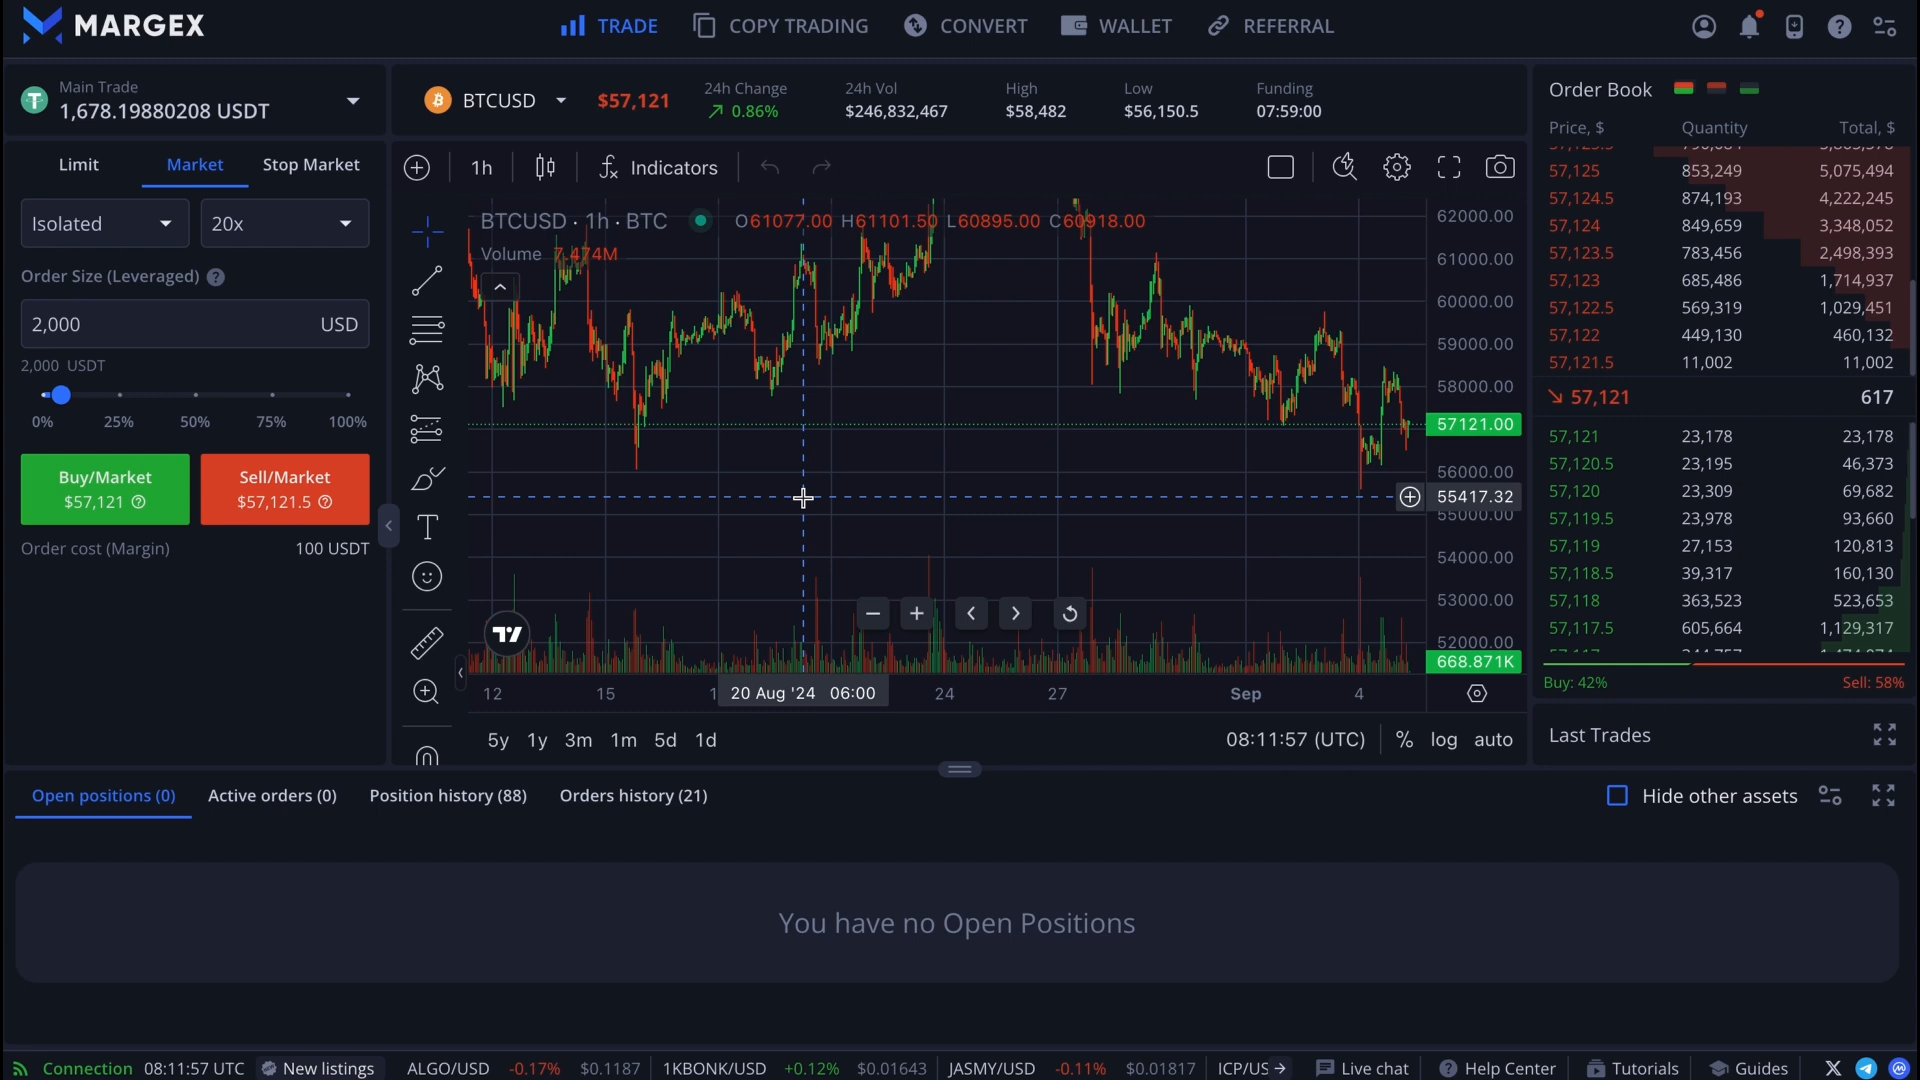 MARGEX
TRADE
COPY TRADING
CONVERT
WALLET
REFERRAL
Main Trade
1,678.19880208 USDT
Limit
Market
Stop Market
Isolated
20x
Order Size (Leveraged)
2,000 USD
2,000 USDT
0% 25% 50% 75% 100%
Buy/Market
$57,121
Sell/Market
$57,121.5
Order cost (Margin) 100 USDT
BTCUSD
$57,121
24h Change
0.86%
24h Vol
$246,832,467
High
$58,482
Low
$56,150.5
Funding
07:59:00
1h
Indicators
BTCUSD · 1h · BTC
O61077.00 H61101.50 L60895.00 C60918.00
Volume 7.474M
62000.00
61000.00
60000.00
59000.00
58000.00
57121.00
56000.00
55417.32
55000.00
54000.00
53000.00
52000.00
668.871K
12 15 20 Aug '24 06:00 24 27 Sep 4
5y 1y 3m 1m 5d 1d
08:11:57 (UTC)
% log auto
Order Book
Price, $ Quantity Total, $
57,125 853,249 5,075,494
57,124.5 874,193 4,222,245
57,124 849,659 3,348,052
57,123.5 783,456 2,498,393
57,123 685,486 1,714,937
57,122.5 569,319 1,029,451
57,122 449,130 460,132
57,121.5 11,002 11,002
57,121 617
57,121 23,178 23,178
57,120.5 23,195 46,373
57,120 23,309 69,682
57,119.5 23,978 93,660
57,119 27,153 120,813
57,118.5 39,317 160,130
57,118 363,523 523,653
57,117.5 605,664 1,129,317
Buy: 42% Sell: 58%
Last Trades
Open positions (0)
Active orders (0)
Position history (88)
Orders history (21)
Hide other assets
You have no Open Positions
Connection 08:11:57 UTC
New listings
ALGO/USD -0.17% $0.1187
1KBONK/USD +0.12% $0.01643
JASMY/USD -0.11% $0.01817
ICP/US
Live chat
Help Center
Tutorials
Guides